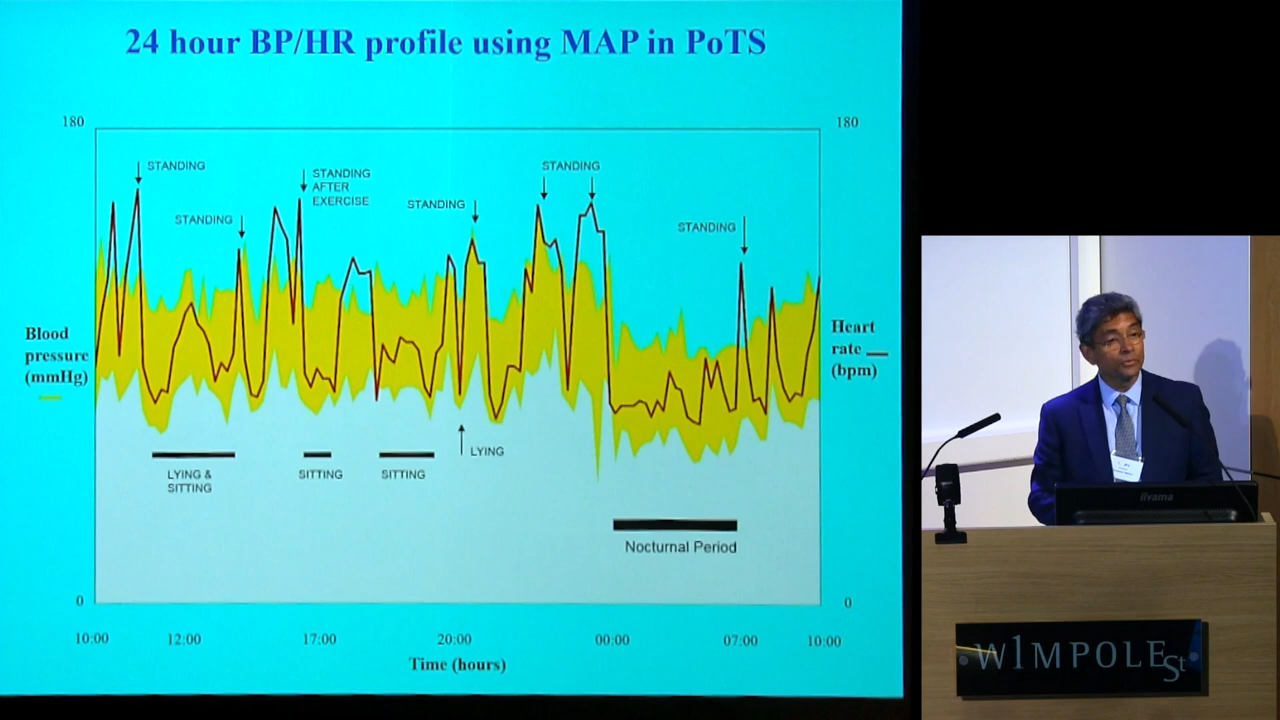 24 hour BP/HR profile using MAP in PoTS
180
180
STANDING
STANDING
AFTER
EXERCISE
STANDING
STANDING
STANDING
STANDING
Blood
pressure
(mmHg)
Heart
rate
(bpm)
LYING
LYING &
SITTING
SITTING
SITTING
Nocturnal Period
0
0
10:00
12:00
17:00
20:00
00:00
07:00
10:00
Time (hours)
iiyama
W1MPOLE St